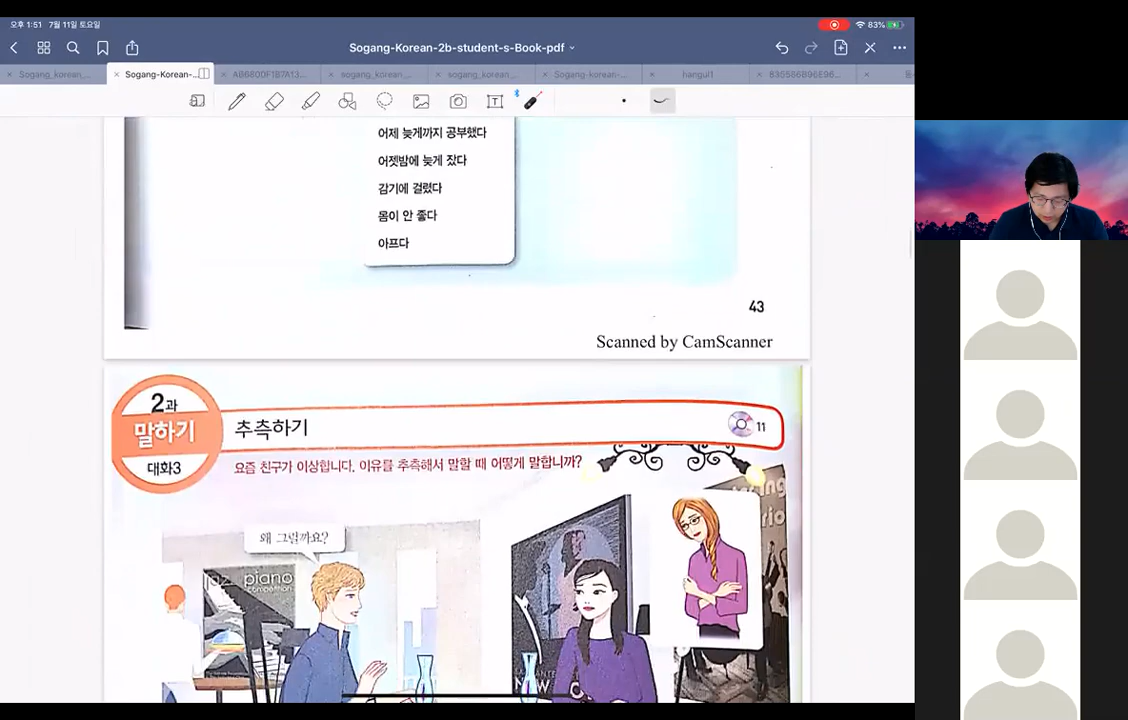 오후 1:51 7월 11일 토요일
83%
Sogang-Korean-2b-student-s-Book-pdf
Sogang_korean_...
Sogang-Korean-...
AB6800F1B7A13...
sogang_korean_...
sogang_korean_...
Sogang-korean-...
hangul1
835566B96E96...
어제 늦게까지 공부했다
어젯밤에 늦게 잤다
감기에 걸렸다
몸이 안 좋다
아프다
43
Scanned by CamScanner
2과
말하기
대화3
추측하기
11
요즘 친구가 이상합니다. 이유를 추측해서 말할 때 어떻게 말합니까?
왜 그럴까요?
jazz piano
competition